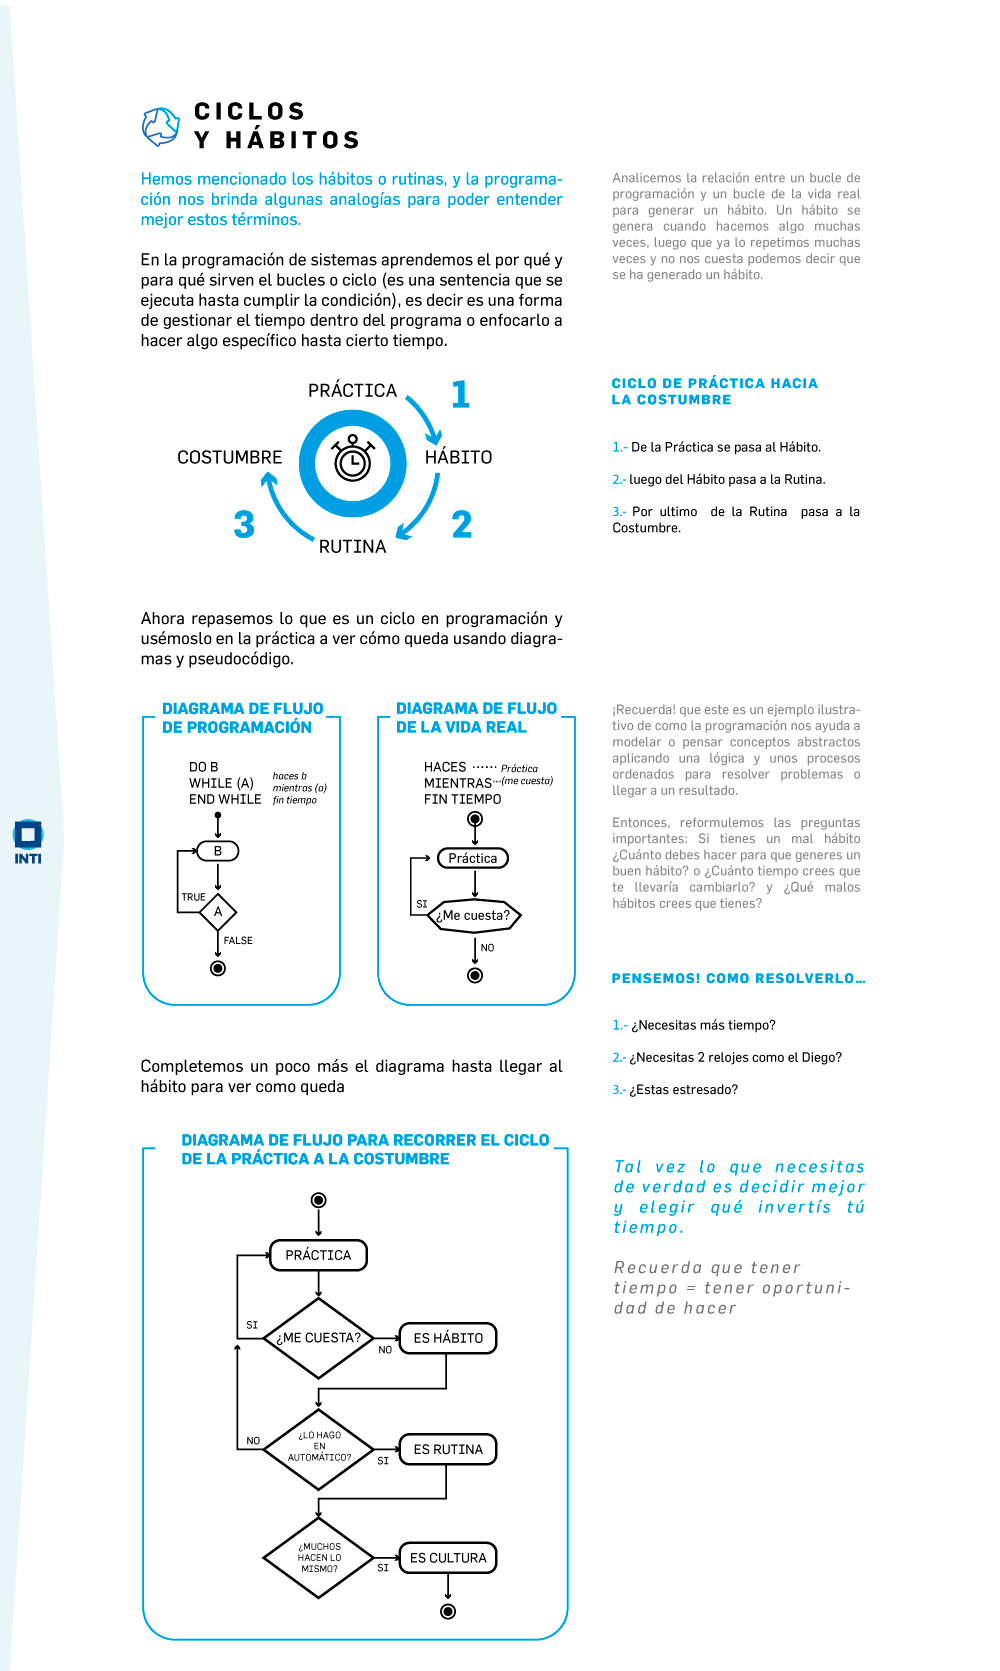 CICLOS
Y HÁBITOS
Hemos mencionado los hábitos o rutinas, y la programa-
ción nos brinda algunas analogías para poder entender
mejor estos términos.
En la programación de sistemas aprendemos el por qué y
para qué sirven el bucles o ciclo (es una sentencia que se
ejecuta hasta cumplir la condición), es decir es una forma
de gestionar el tiempo dentro del programa o enfocarlo a
hacer algo específico hasta cierto tiempo.
Analicemos la relación entre un bucle de
programación y un bucle de la vida real
para generar un hábito. Un hábito se
genera cuando hacemos algo muchas
veces, luego que ya lo repetimos muchas
veces y no nos cuesta podemos decir que
se ha generado un hábito.
PRÁCTICA
1
COSTUMBRE
HÁBITO
3
2
RUTINA
CICLO DE PRÁCTICA HACIA
LA COSTUMBRE
1.- De la Práctica se pasa al Hábito.
2.- luego del Hábito pasa a la Rutina.
3.- Por ultimo de la Rutina pasa a la
Costumbre.
Ahora repasemos lo que es un ciclo en programación y
usémoslo en la práctica a ver cómo queda usando diagra-
mas y pseudocódigo.
DIAGRAMA DE FLUJO
DE PROGRAMACIÓN
DO B
WHILE (A)
END WHILE
haces b
mientras (a)
fin tiempo
B
TRUE
A
FALSE
DIAGRAMA DE FLUJO
DE LA VIDA REAL
HACES ······ Práctica
MIENTRAS···(me cuesta)
FIN TIEMPO
Práctica
SI
¿Me cuesta?
NO
¡Recuerda! que este es un ejemplo ilustra-
tivo de como la programación nos ayuda a
modelar o pensar conceptos abstractos
aplicando una lógica y unos procesos
ordenados para resolver problemas o
llegar a un resultado.
Entonces, reformulemos las preguntas
importantes: Si tienes un mal hábito
¿Cuánto debes hacer para que generes un
buen hábito? o ¿Cuánto tiempo crees que
te llevaría cambiarlo? y ¿Qué malos
hábitos crees que tienes?
INTI
PENSEMOS! COMO RESOLVERLO...
1.- ¿Necesitas más tiempo?
2.- ¿Necesitas 2 relojes como el Diego?
3.- ¿Estas estresado?
Completemos un poco más el diagrama hasta llegar al
hábito para ver como queda
DIAGRAMA DE FLUJO PARA RECORRER EL CICLO
DE LA PRÁCTICA A LA COSTUMBRE
PRÁCTICA
SI
¿ME CUESTA?
NO
ES HÁBITO
NO
¿LO HAGO
EN
AUTOMÁTICO?
SI
ES RUTINA
¿MUCHOS
HACEN LO
MISMO?
SI
ES CULTURA
Tal vez lo que necesitas
de verdad es decidir mejor
y elegir qué invertís tú
tiempo.
Recuerda que tener
tiempo = tener oportuni-
dad de hacer